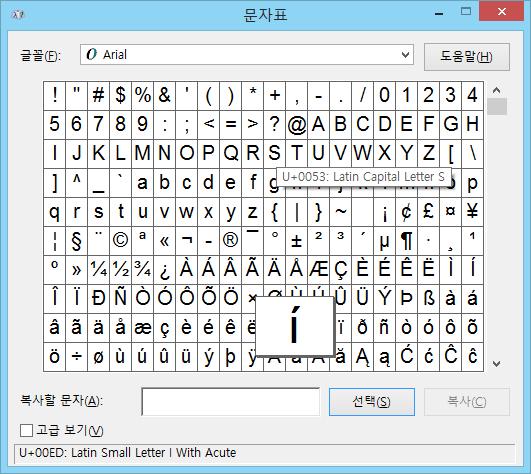 문자표
글꼴(F): Arial 도움말(H)
! " # $ % & ' ( ) * + , - . / 0 1 2 3 4
5 6 7 8 9 : ; < = > ? @ A B C D E F G H
I J K L M N O P Q R S T U V W X Y Z [ \
] ^ _ ` a b c d e f
U+0053: Latin Capital Letter S
p
q r s t u v w x y z { | } ~ ¡ ¢ £ ¤ ¥
¦ § ¨ © ª « ¬ - ® ¯ ° ± ² ³ ´ µ ¶ · ¸ ¹
º » ¼ ½ ¾ ¿ À Á Â Ã Ä Å Æ Ç È É Ê Ë Ì Í
Î Ï Ð Ñ Ò Ó Ô Õ Ö × Ø Ù Ú Û Ü Ý Þ ß à á
í
â ã ä å æ ç è é ê ë ï ð ñ ò ó ô õ
ö ÷ ø ù ú û ü ý þ ÿ Ā ā Ă ă Ą ą Ć ć Ĉ ĉ
복사할 문자(A): 선택(S) 복사(C)
고급 보기(V)
U+00ED: Latin Small Letter I With Acute